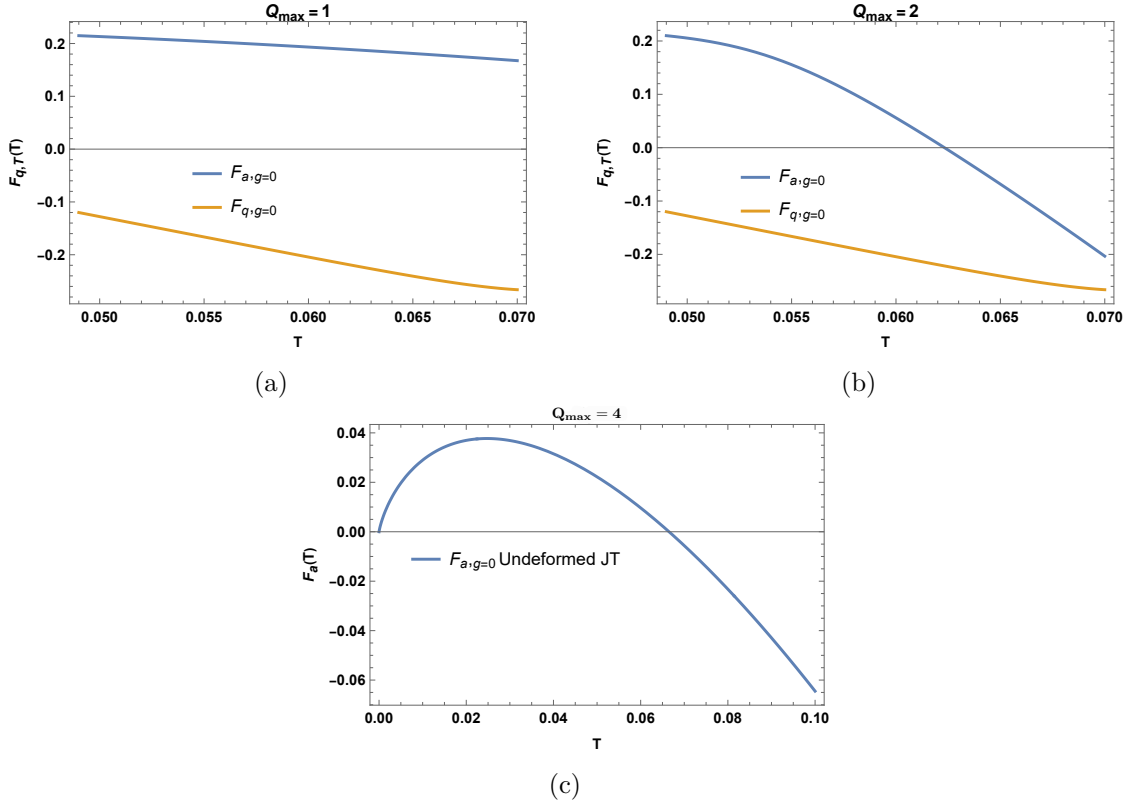 Q_max = 1
0.2
0.1
0.0
−0.1
−0.2
F_q,T(T)
F_a,g=0
F_q,g=0
0.050 0.055 0.060 0.065 0.070
T
(a)
Q_max = 2
0.2
0.1
0.0
−0.1
−0.2
F_q,T(T)
F_a,g=0
F_q,g=0
0.050 0.055 0.060 0.065 0.070
T
(b)
Q_max = 4
0.04
0.02
0.00
−0.02
−0.04
−0.06
F_a(T)
F_a,g=0 Undeformed JT
0.00 0.02 0.04 0.06 0.08 0.10
T
(c)